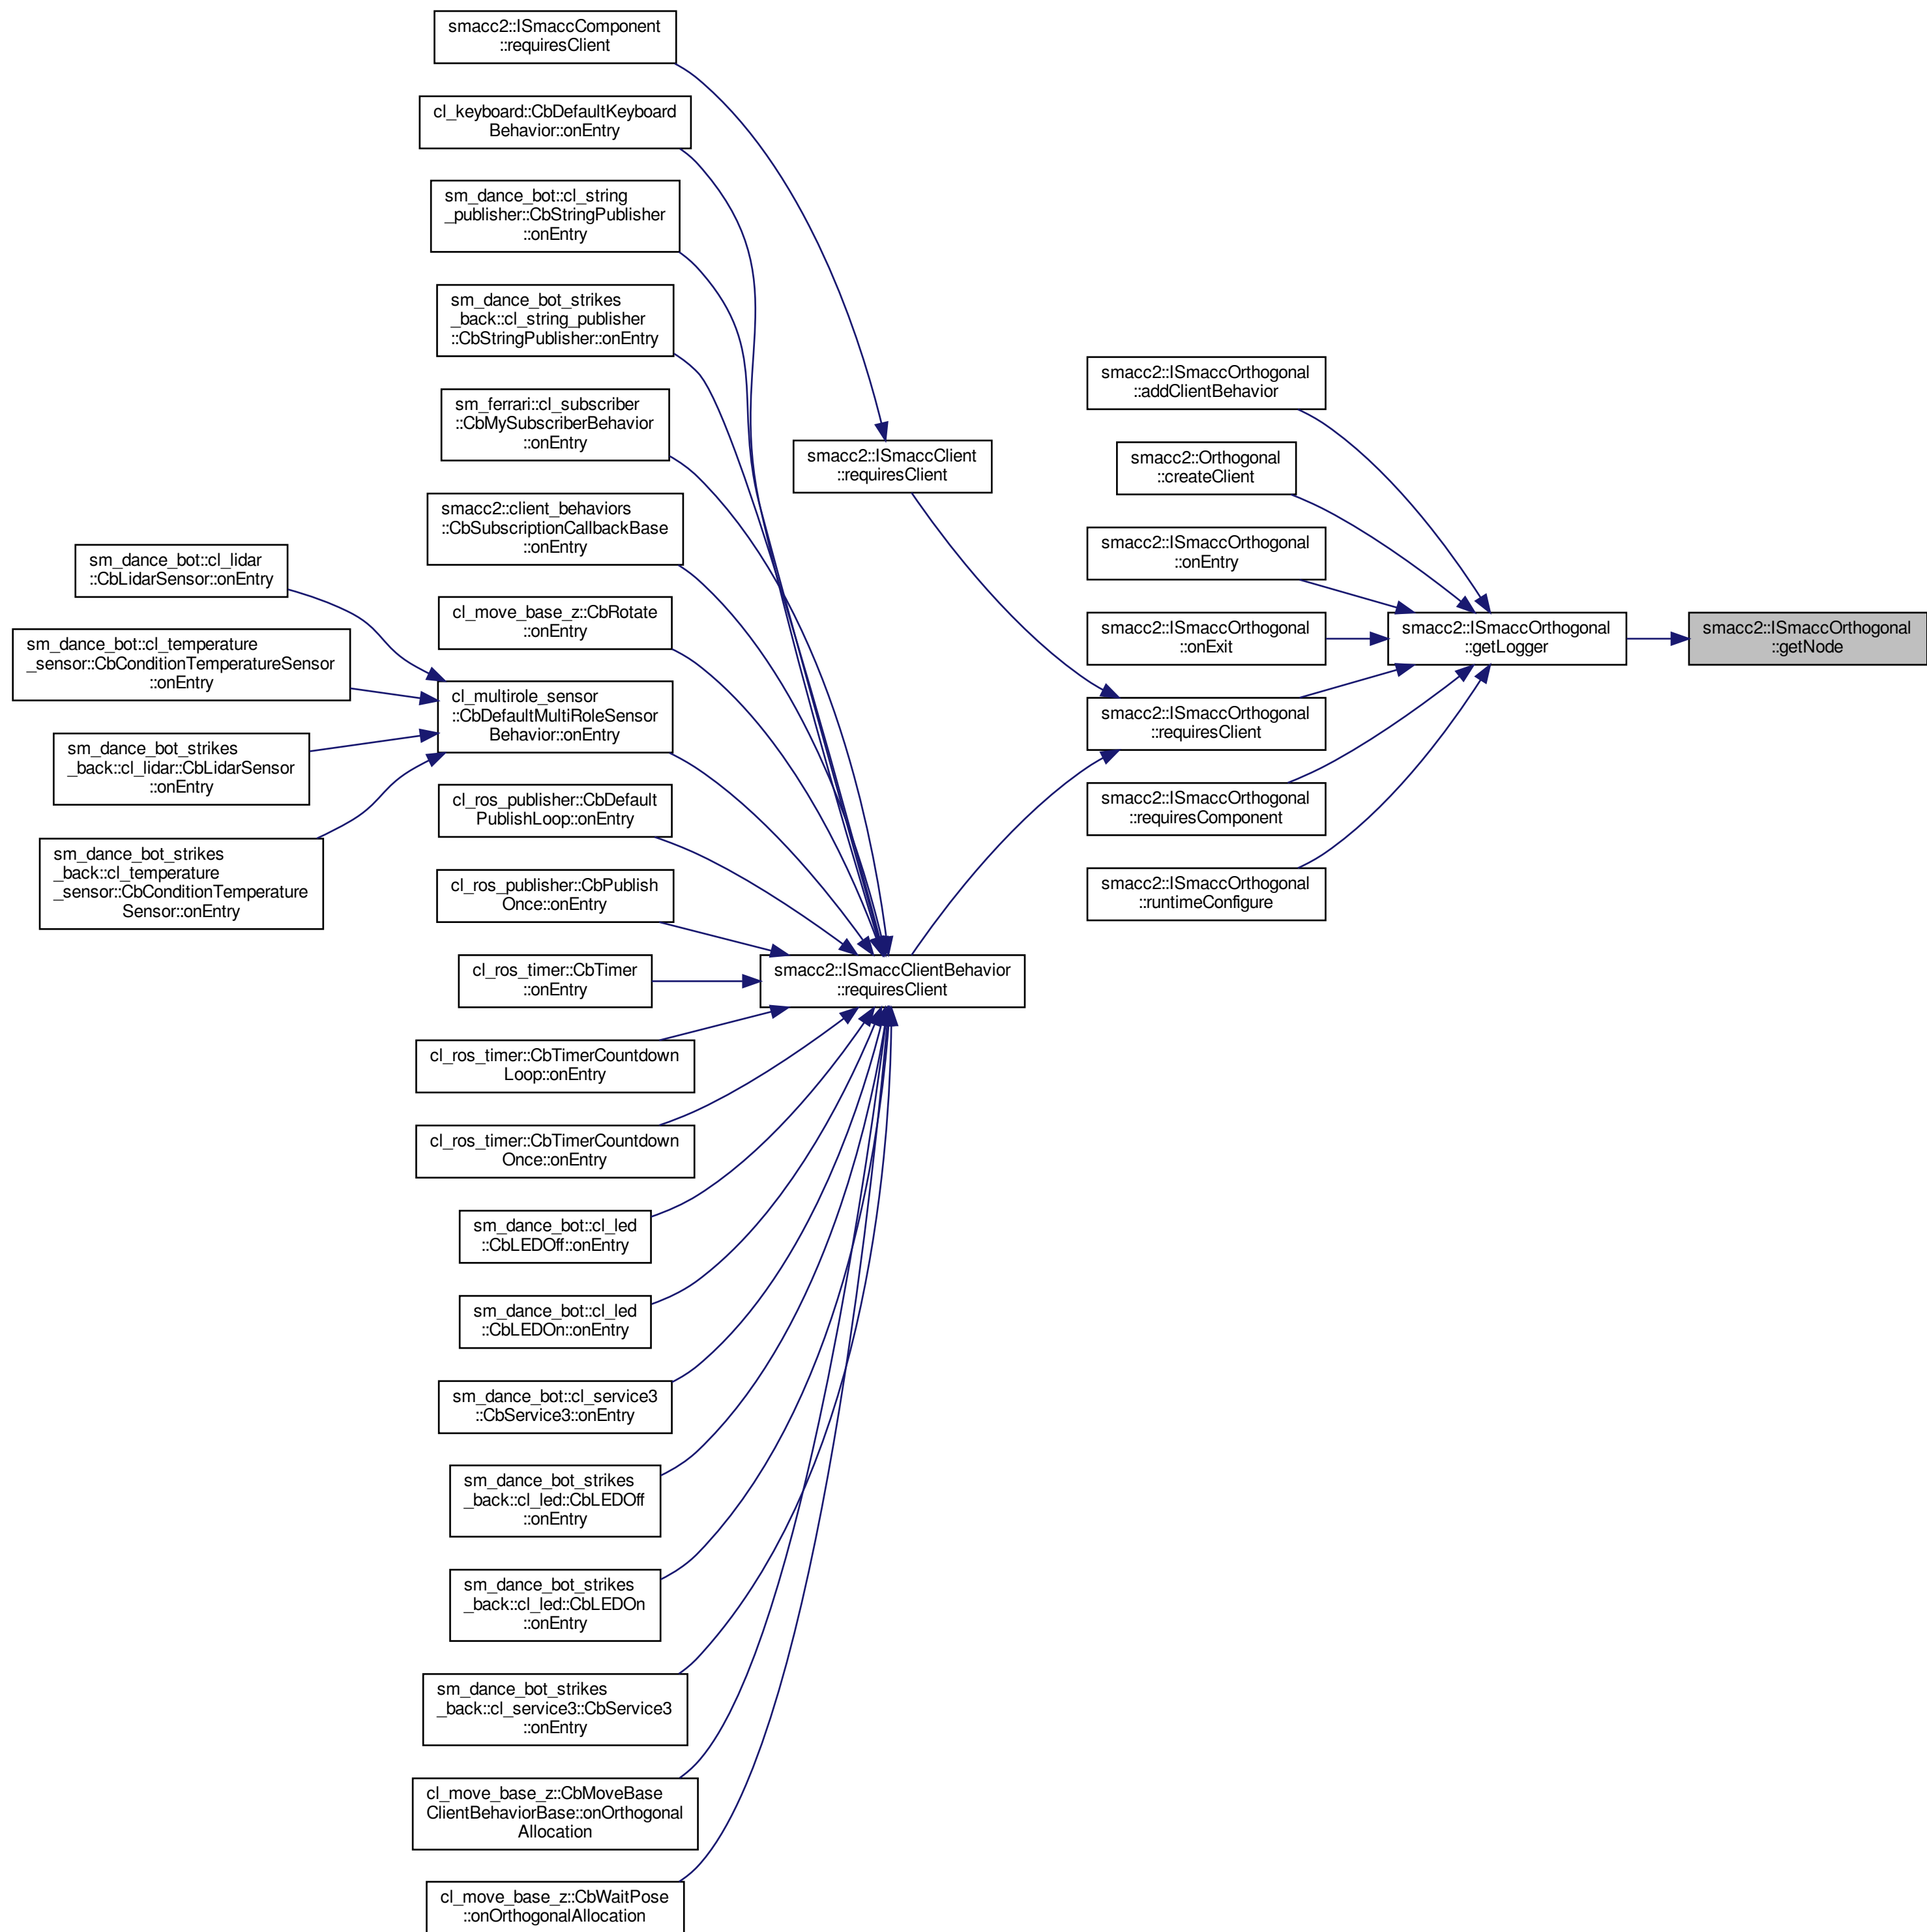 smacc2::ISmaccComponent
::requiresClient
cl_keyboard::CbDefaultKeyboard
Behavior::onEntry
sm_dance_bot::cl_string
_publisher::CbStringPublisher
::onEntry
sm_dance_bot_strikes
_back::cl_string_publisher
::CbStringPublisher::onEntry
sm_ferrari::cl_subscriber
::CbMySubscriberBehavior
::onEntry
smacc2::client_behaviors
::CbSubscriptionCallbackBase
::onEntry
cl_move_base_z::CbRotate
::onEntry
cl_multirole_sensor
::CbDefaultMultiRoleSensor
Behavior::onEntry
cl_ros_publisher::CbDefault
PublishLoop::onEntry
cl_ros_publisher::CbPublish
Once::onEntry
cl_ros_timer::CbTimer
::onEntry
cl_ros_timer::CbTimerCountdown
Loop::onEntry
cl_ros_timer::CbTimerCountdown
Once::onEntry
sm_dance_bot::cl_led
::CbLEDOff::onEntry
sm_dance_bot::cl_led
::CbLEDOn::onEntry
sm_dance_bot::cl_service3
::CbService3::onEntry
sm_dance_bot_strikes
_back::cl_led::CbLEDOff
::onEntry
sm_dance_bot_strikes
_back::cl_led::CbLEDOn
::onEntry
sm_dance_bot_strikes
_back::cl_service3::CbService3
::onEntry
cl_move_base_z::CbMoveBase
ClientBehaviorBase::onOrthogonal
Allocation
cl_move_base_z::CbWaitPose
::onOrthogonalAllocation
sm_dance_bot::cl_lidar
::CbLidarSensor::onEntry
sm_dance_bot::cl_temperature
_sensor::CbConditionTemperatureSensor
::onEntry
sm_dance_bot_strikes
_back::cl_lidar::CbLidarSensor
::onEntry
sm_dance_bot_strikes
_back::cl_temperature
_sensor::CbConditionTemperature
Sensor::onEntry
smacc2::ISmaccClient
::requiresClient
smacc2::ISmaccClientBehavior
::requiresClient
smacc2::ISmaccOrthogonal
::addClientBehavior
smacc2::Orthogonal
::createClient
smacc2::ISmaccOrthogonal
::onEntry
smacc2::ISmaccOrthogonal
::onExit
smacc2::ISmaccOrthogonal
::requiresClient
smacc2::ISmaccOrthogonal
::requiresComponent
smacc2::ISmaccOrthogonal
::runtimeConfigure
smacc2::ISmaccOrthogonal
::getLogger
smacc2::ISmaccOrthogonal
::getNode